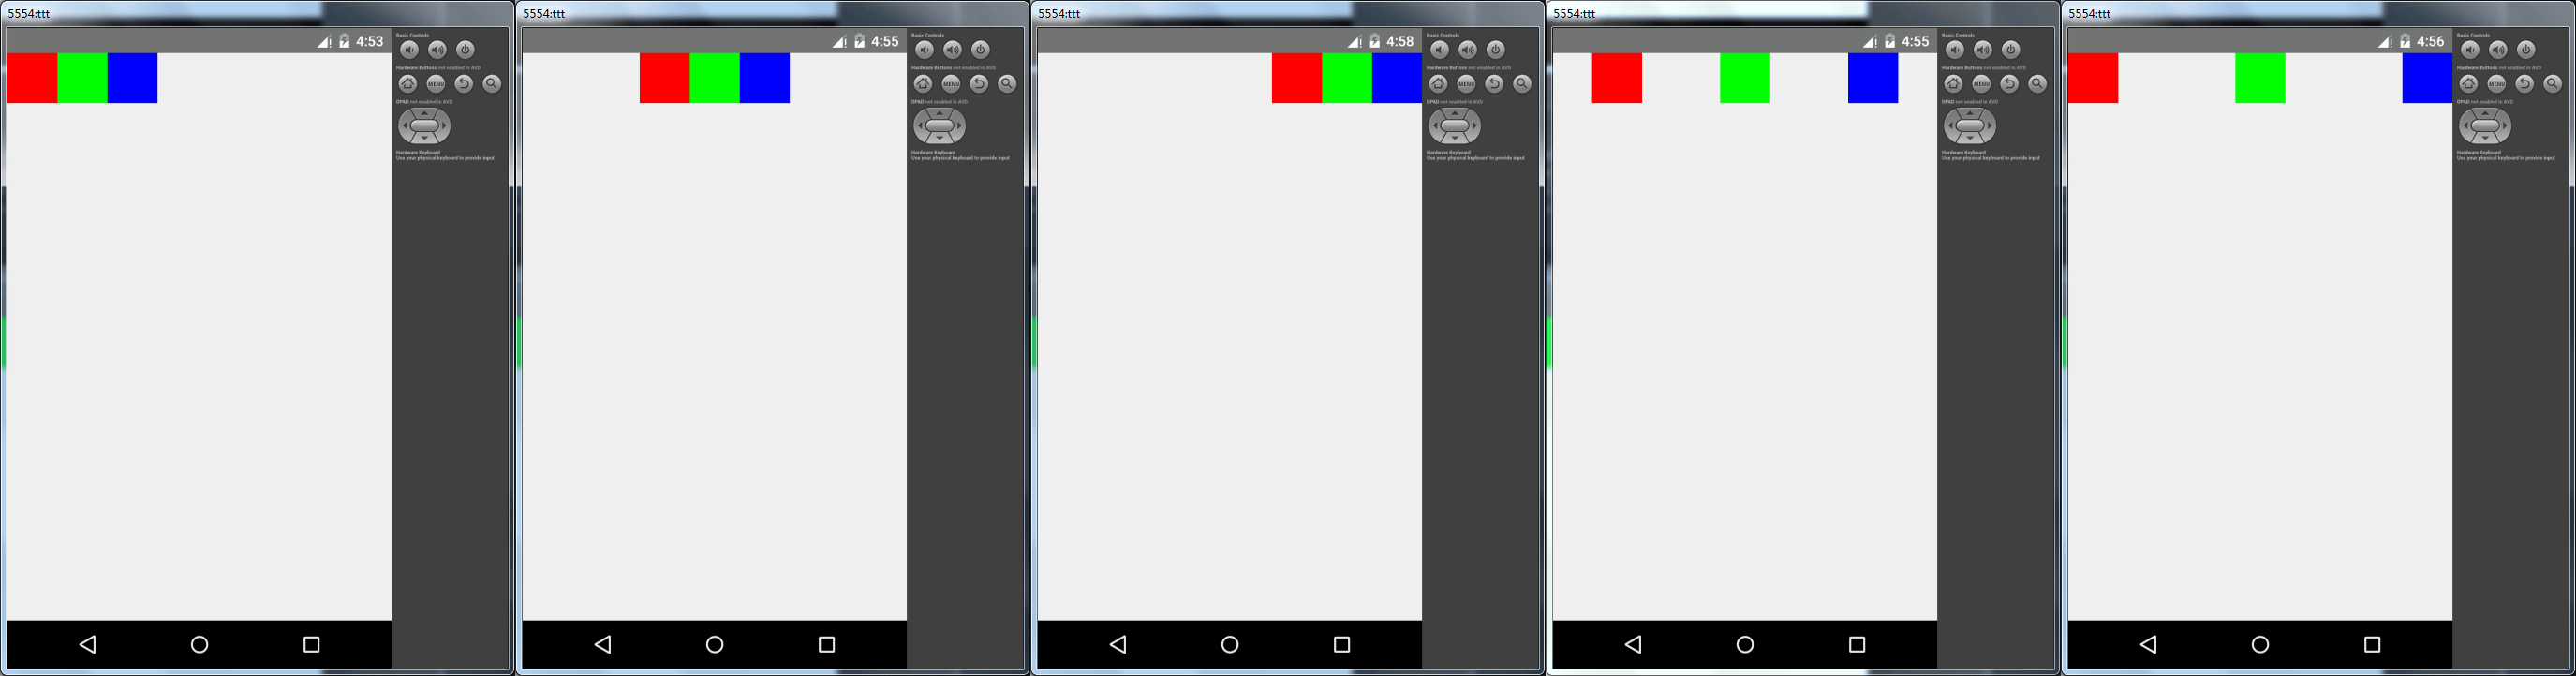 5554:ttt
4:53
Basic Controls
Hardware Buttons not enabled in AVD
MENU
DPAD not enabled in AVD
Hardware Keyboard
Use your physical keyboard to provide input
5554:ttt
4:55
Basic Controls
Hardware Buttons not enabled in AVD
MENU
DPAD not enabled in AVD
Hardware Keyboard
Use your physical keyboard to provide input
5554:ttt
4:58
Basic Controls
Hardware Buttons not enabled in AVD
MENU
DPAD not enabled in AVD
Hardware Keyboard
Use your physical keyboard to provide input
5554:ttt
4:55
Basic Controls
Hardware Buttons not enabled in AVD
MENU
DPAD not enabled in AVD
Hardware Keyboard
Use your physical keyboard to provide input
5554:ttt
4:56
Basic Controls
Hardware Buttons not enabled in AVD
MENU
DPAD not enabled in AVD
Hardware Keyboard
Use your physical keyboard to provide input